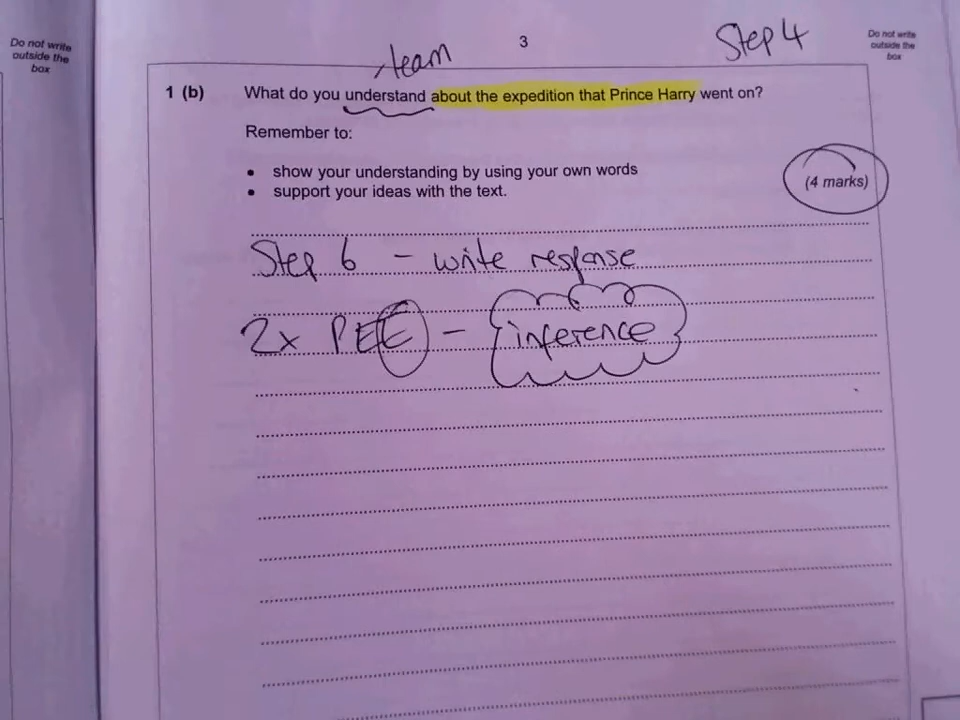 3
Step 4
Do not write
outside the
box
Do not write
outside the
box
team
1 (b) What do you understand about the expedition that Prince Harry went on?
Remember to:
• show your understanding by using your own words
• support your ideas with the text.
(4 marks)
Step 6 - write response
2x PEE - inference